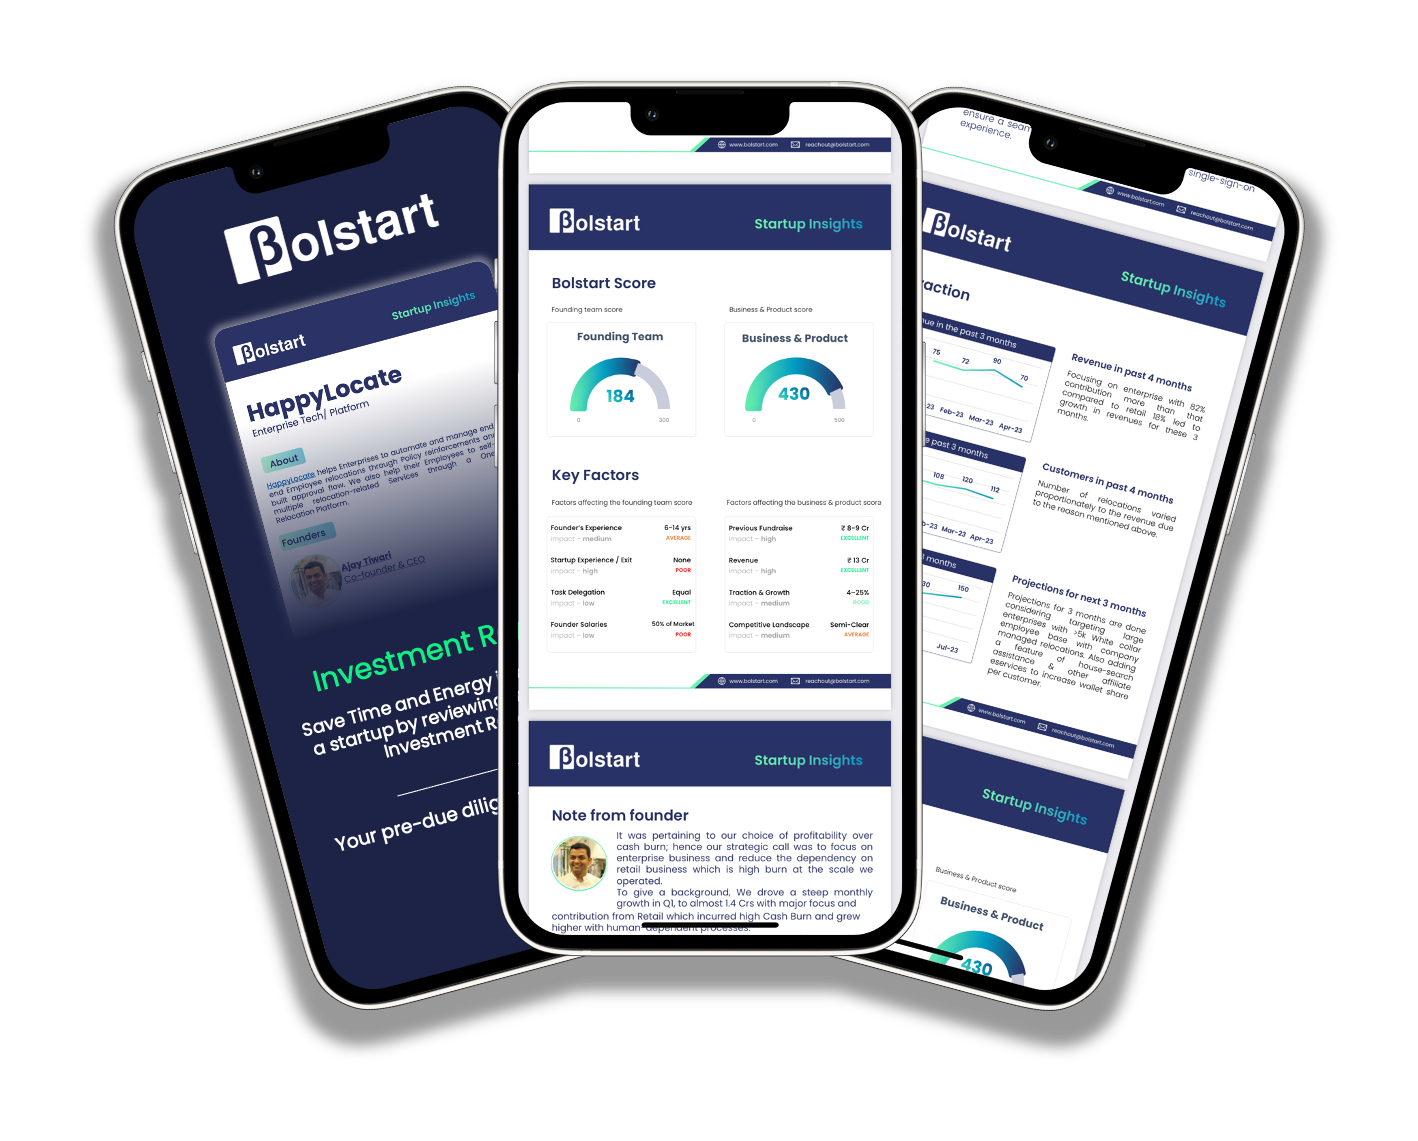 Bolstart
Bolstart
Startup Insights
HappyLocate
Enterprise Tech/ Platform
About
HappyLocate helps Enterprises to automate and manage end
end Employee relocations through Policy reinforcements and
built approval flow. We also help their Employees to self-
multiple relocation-related Services through a One
Relocation Platform.
Founders
Ajay Tiwari
Co-founder & CEO
Investment R
Save Time and Energy
a startup by reviewing
Investment R
Your pre-due dilig
www.bolstart.com reachout@bolstart.com
Bolstart
Startup Insights
Bolstart Score
Founding team score
Business & Product score
Founding Team
184
0 300
Business & Product
430
0 500
Key Factors
Factors affecting the founding team score
Factors affecting the business & product score
Founder's Experience 6-14 yrs
impact - medium AVERAGE
Startup Experience / Exit None
impact - high POOR
Task Delegation Equal
impact - low EXCELLENT
Founder Salaries 50% of Market
impact - low POOR
Previous Fundraise ₹ 8-9 Cr
impact - high EXCELLENT
Revenue ₹ 13 Cr
impact - high EXCELLENT
Traction & Growth 4-25%
impact - medium GOOD
Competitive Landscape Semi-Clear
impact - medium AVERAGE
www.bolstart.com reachout@bolstart.com
Bolstart
Startup Insights
Note from founder
It was pertaining to our choice of profitability over
cash burn; hence our strategic call was to focus on
enterprise business and reduce the dependency on
retail business which is high burn at the scale we
operated.
To give a background, We drove a steep monthly
growth in Q1, to almost 1.4 Crs with major focus and
contribution from Retail which incurred high Cash Burn and grew
higher with human-dependent processes.
ensure a seam
experience.
single-sign-on
www.bolstart.com reachout@bolstart.com
Bolstart
Startup Insights
action
ue in the past 3 months
75 72 90 70
23 Feb-23 Mar-23 Apr-23
Revenue in past 4 months
Focusing on enterprise with 82%
contribution more than that
compared to retail 18% led to
growth in revenues for these 3
months.
e past 3 months
108 120 112
b-23 Mar-23 Apr-23
Customers in past 4 months
Number of relocations varied
proportionately to the revenue due
to the reason mentioned above.
t 3 months
30 150
Jul-23
Projections for next 3 months
Projections for 3 months are done
considering targeting large
enterprises with >5k White collar
employee base with company
managed relocations. Also adding
a feature of house-search
assistance & other affiliate
eservices to increase wallet share
per customer.
www.bolstart.com reachout@bolstart.com
Startup Insights
Business & Product score
Business & Product
430